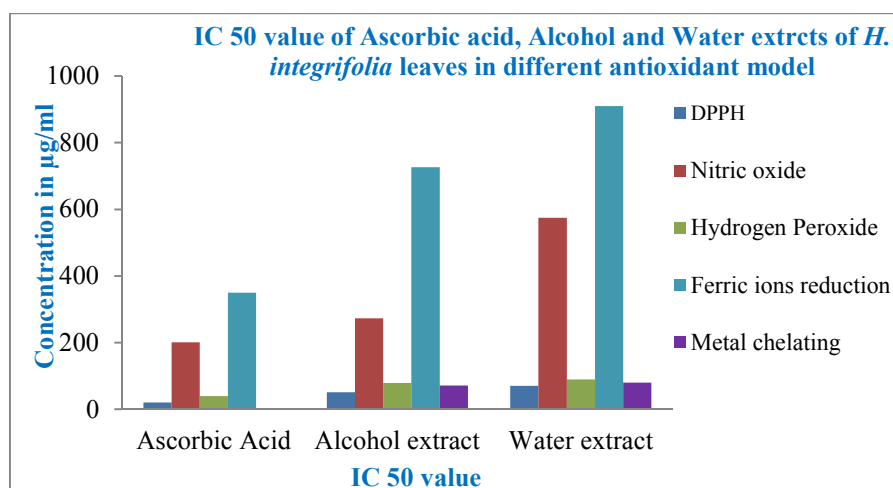 IC 50 value of Ascorbic acid, Alcohol and Water extrcts of H.
integrifolia leaves in different antioxidant model
Concentration in µg/ml
1000
800
600
400
200
0
Ascorbic Acid
Alcohol extract
Water extract
IC 50 value
DPPH
Nitric oxide
Hydrogen Peroxide
Ferric ions reduction
Metal chelating